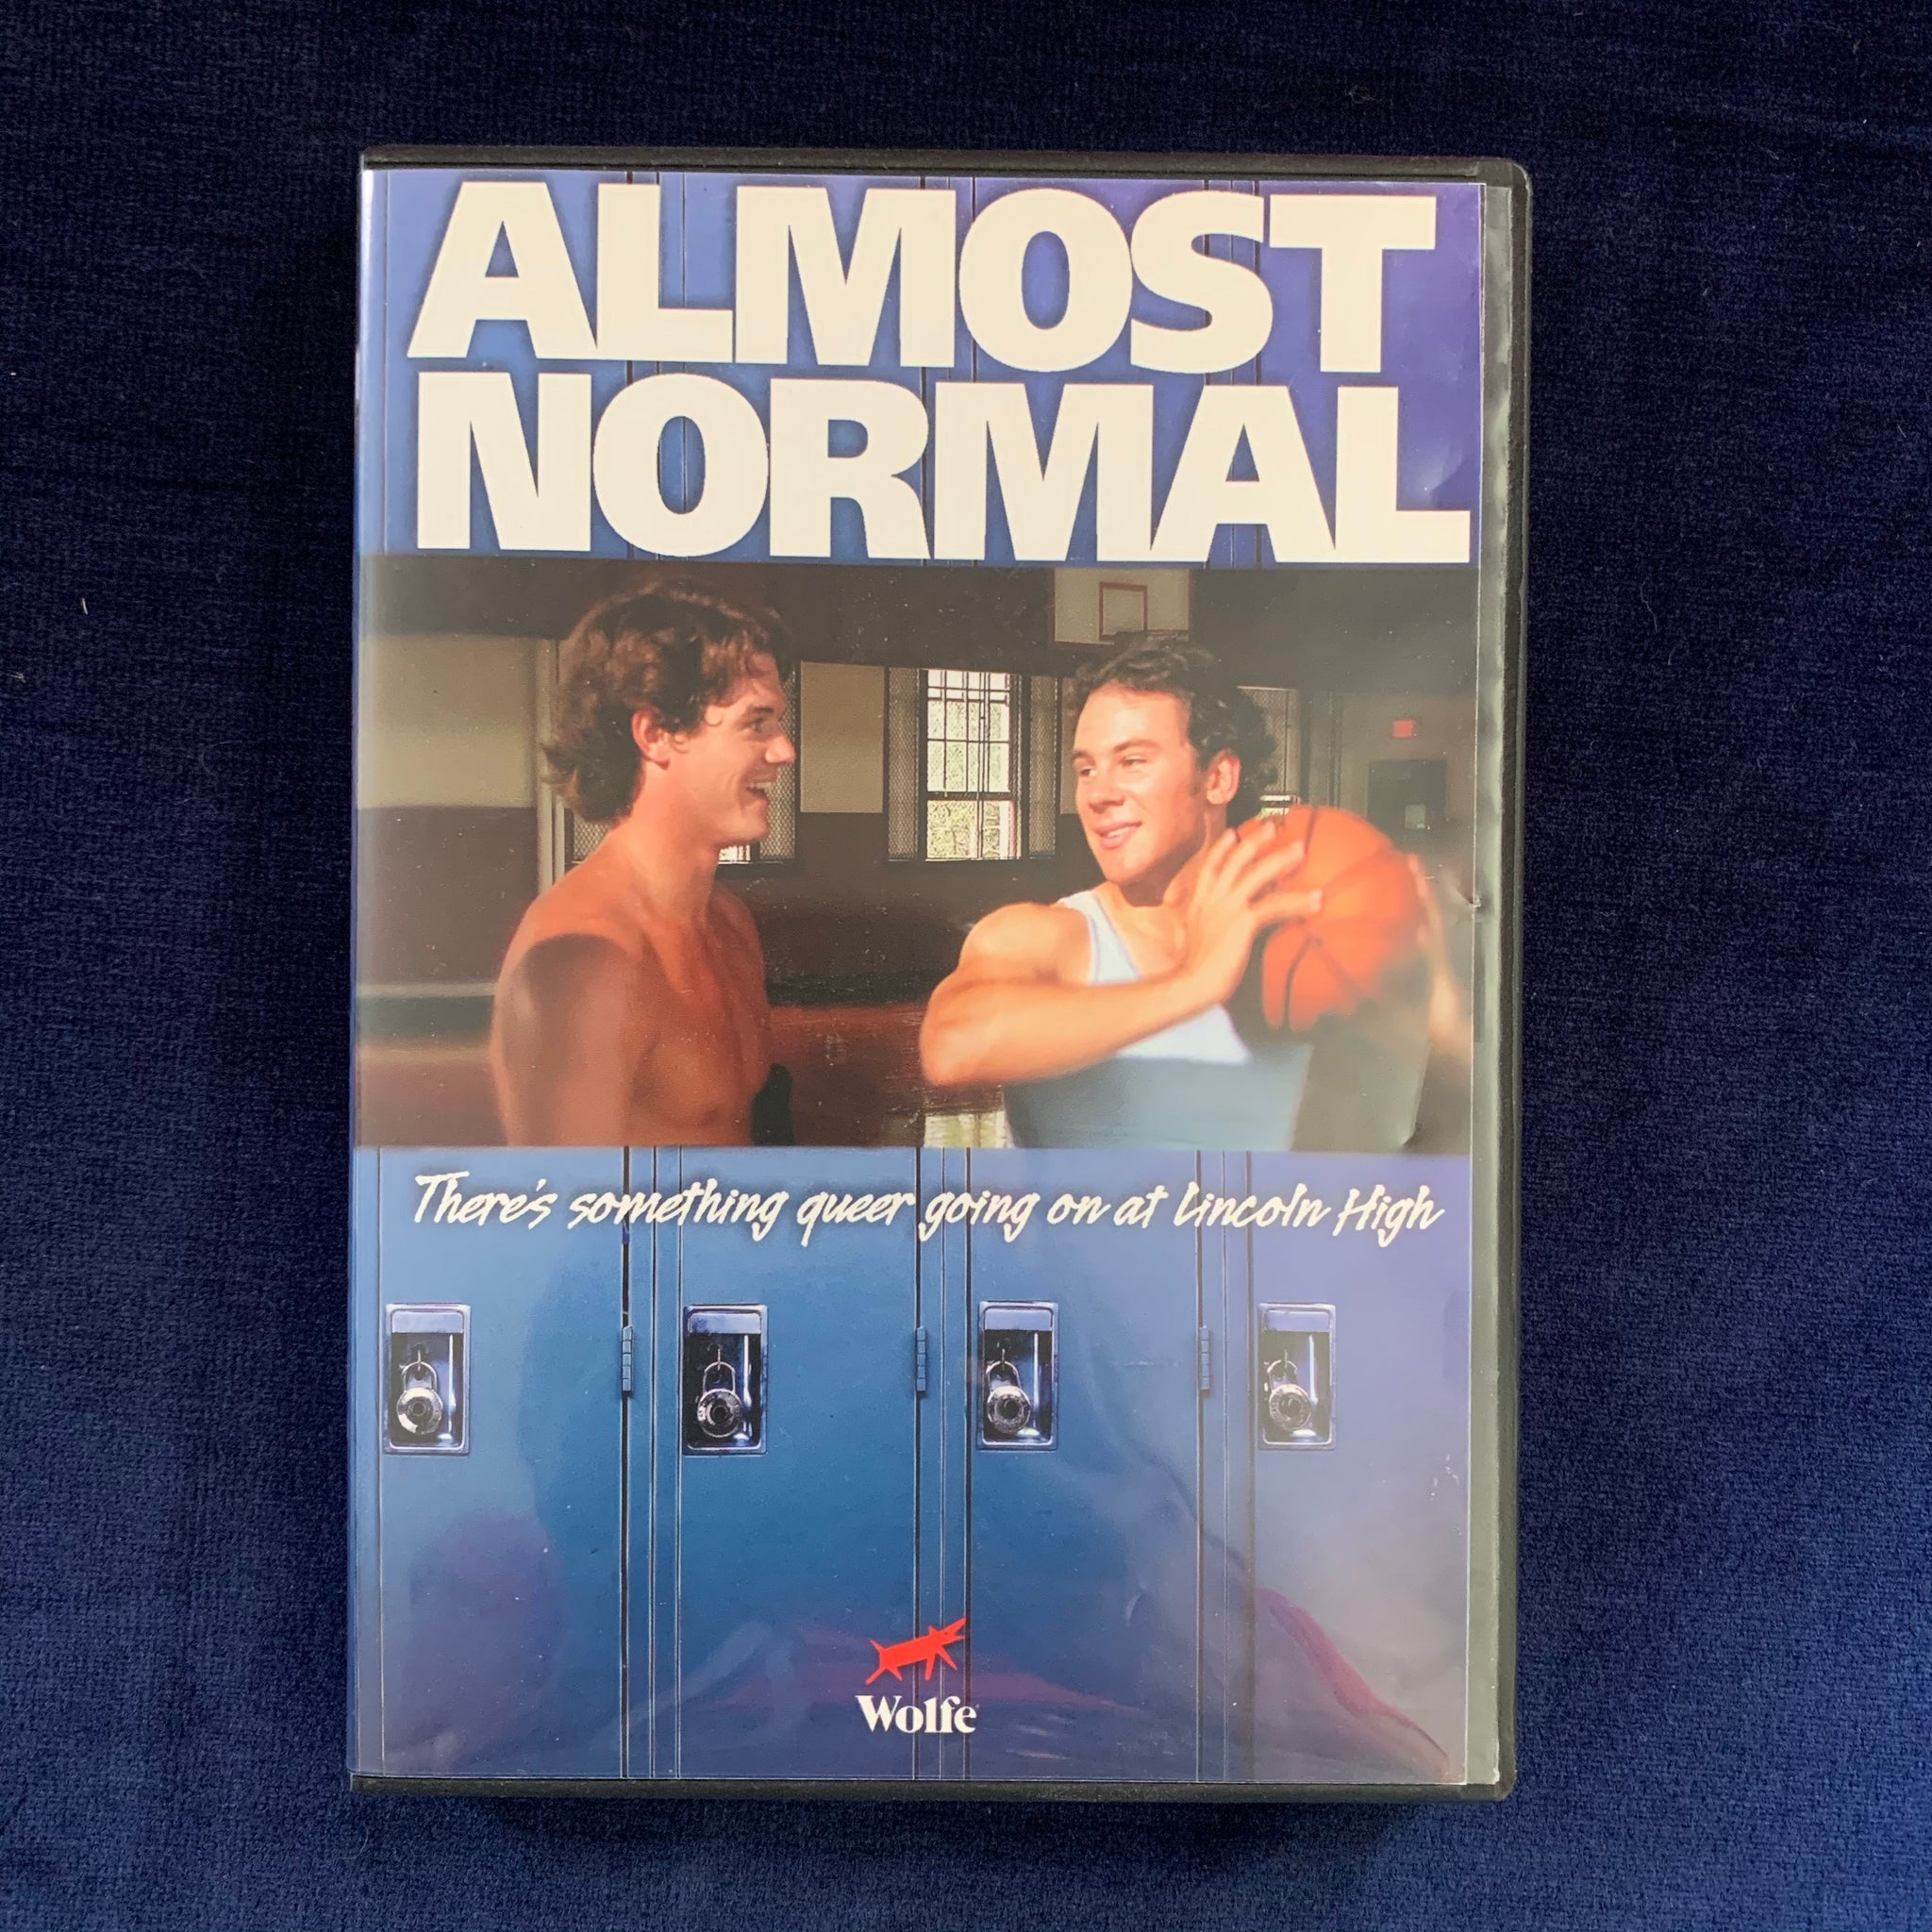 ALMOST
NORMAL
There's something queer going on at Lincoln High
Wolfe